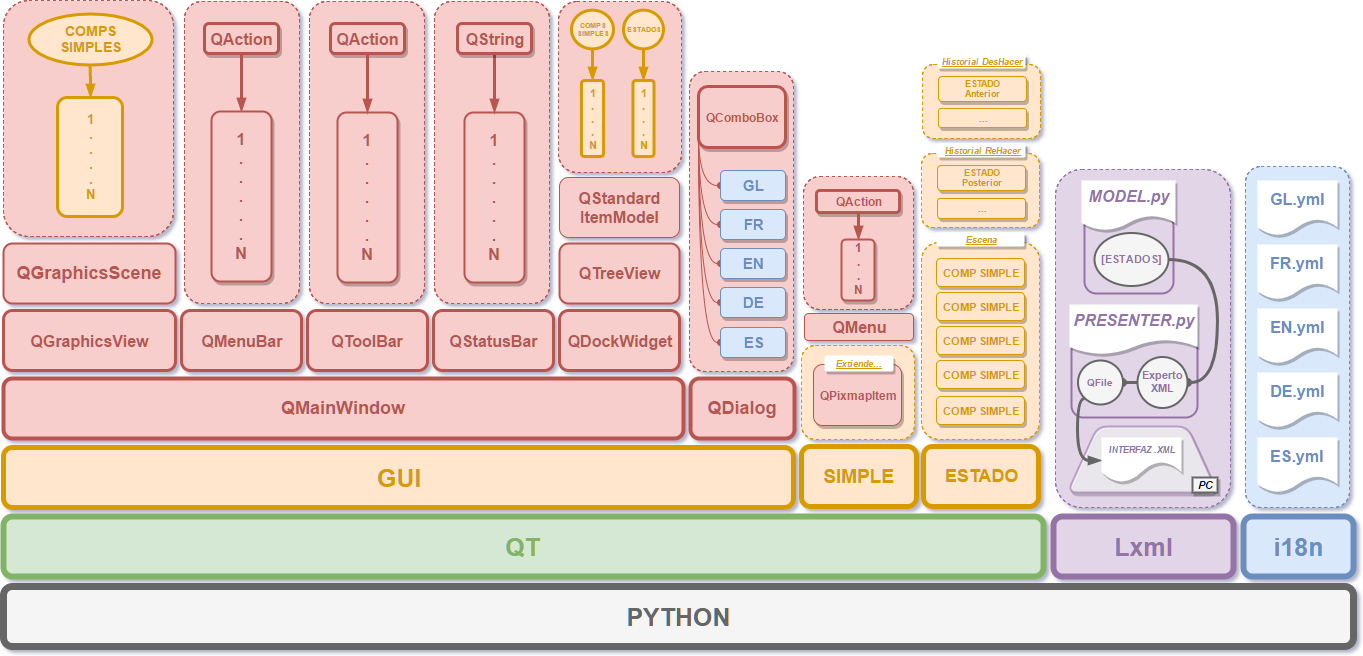 COMPS
SIMPLES
1
.
.
.
.
N
QGraphicsScene
QGraphicsView
QAction
1
.
.
.
.
N
QMenuBar
QAction
1
.
.
.
.
N
QToolBar
QString
1
.
.
.
.
N
QStatusBar
COMPS
SIMPLES
1
.
.
.
N
ESTADOS
1
.
.
.
N
QStandard
ItemModel
QTreeView
QDockWidget
QMainWindow
QComboBox
GL
FR
EN
DE
ES
QDialog
GUI
QAction
1
.
.
.
N
QMenu
Extiende...
QPixmapItem
SIMPLE
Historial DesHacer
ESTADO
Anterior
...
Historial ReHacer
ESTADO
Posterior
...
Escena
COMP SIMPLE
COMP SIMPLE
COMP SIMPLE
COMP SIMPLE
COMP SIMPLE
ESTADO
QT
MODEL.py
[ESTADOS]
PRESENTER.py
QFile
Experto
XML
INTERFAZ .XML
PC
Lxml
GL.yml
FR.yml
EN.yml
DE.yml
ES.yml
i18n
PYTHON